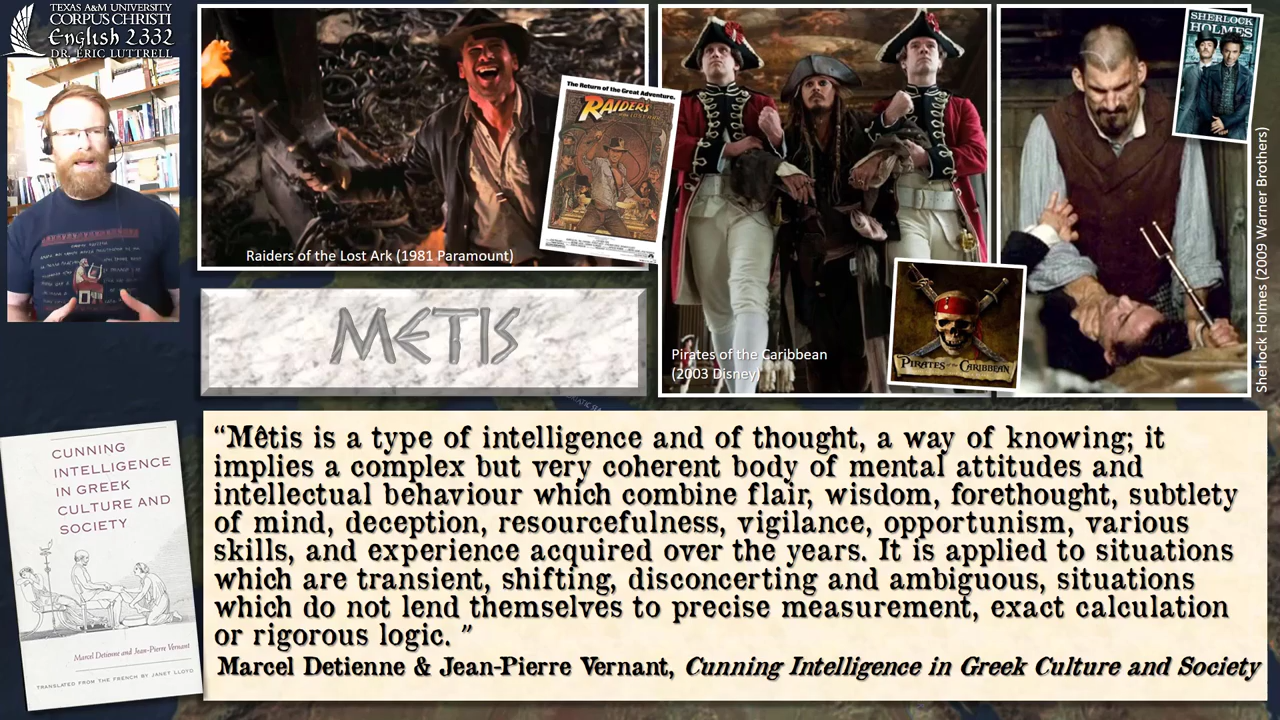 TEXAS A&M UNIVERSITY
CORPUS CHRISTI
English 2332
DR. ERIC LUTTRELL
The Return of the Great Adventure.
RAIDERS
Raiders of the Lost Ark (1981 Paramount)
Pirates of the Caribbean
(2003 Disney)
PIRATES of the CARIBBEAN
SHERLOCK
HOLMES
Sherlock Holmes (2009 Warner Brothers)
METIS
CUNNING
INTELLIGENCE
IN GREEK
CULTURE AND
SOCIETY
Marcel Detienne and Jean-Pierre Vernant
TRANSLATED FROM THE FRENCH BY JANET LLOYD
“Mêtis is a type of intelligence and of thought, a way of knowing; it
implies a complex but very coherent body of mental attitudes and
intellectual behaviour which combine flair, wisdom, forethought, subtlety
of mind, deception, resourcefulness, vigilance, opportunism, various
skills, and experience acquired over the years. It is applied to situations
which are transient, shifting, disconcerting and ambiguous, situations
which do not lend themselves to precise measurement, exact calculation
or rigorous logic. ”
Marcel Detienne & Jean-Pierre Vernant, Cunning Intelligence in Greek Culture and Society